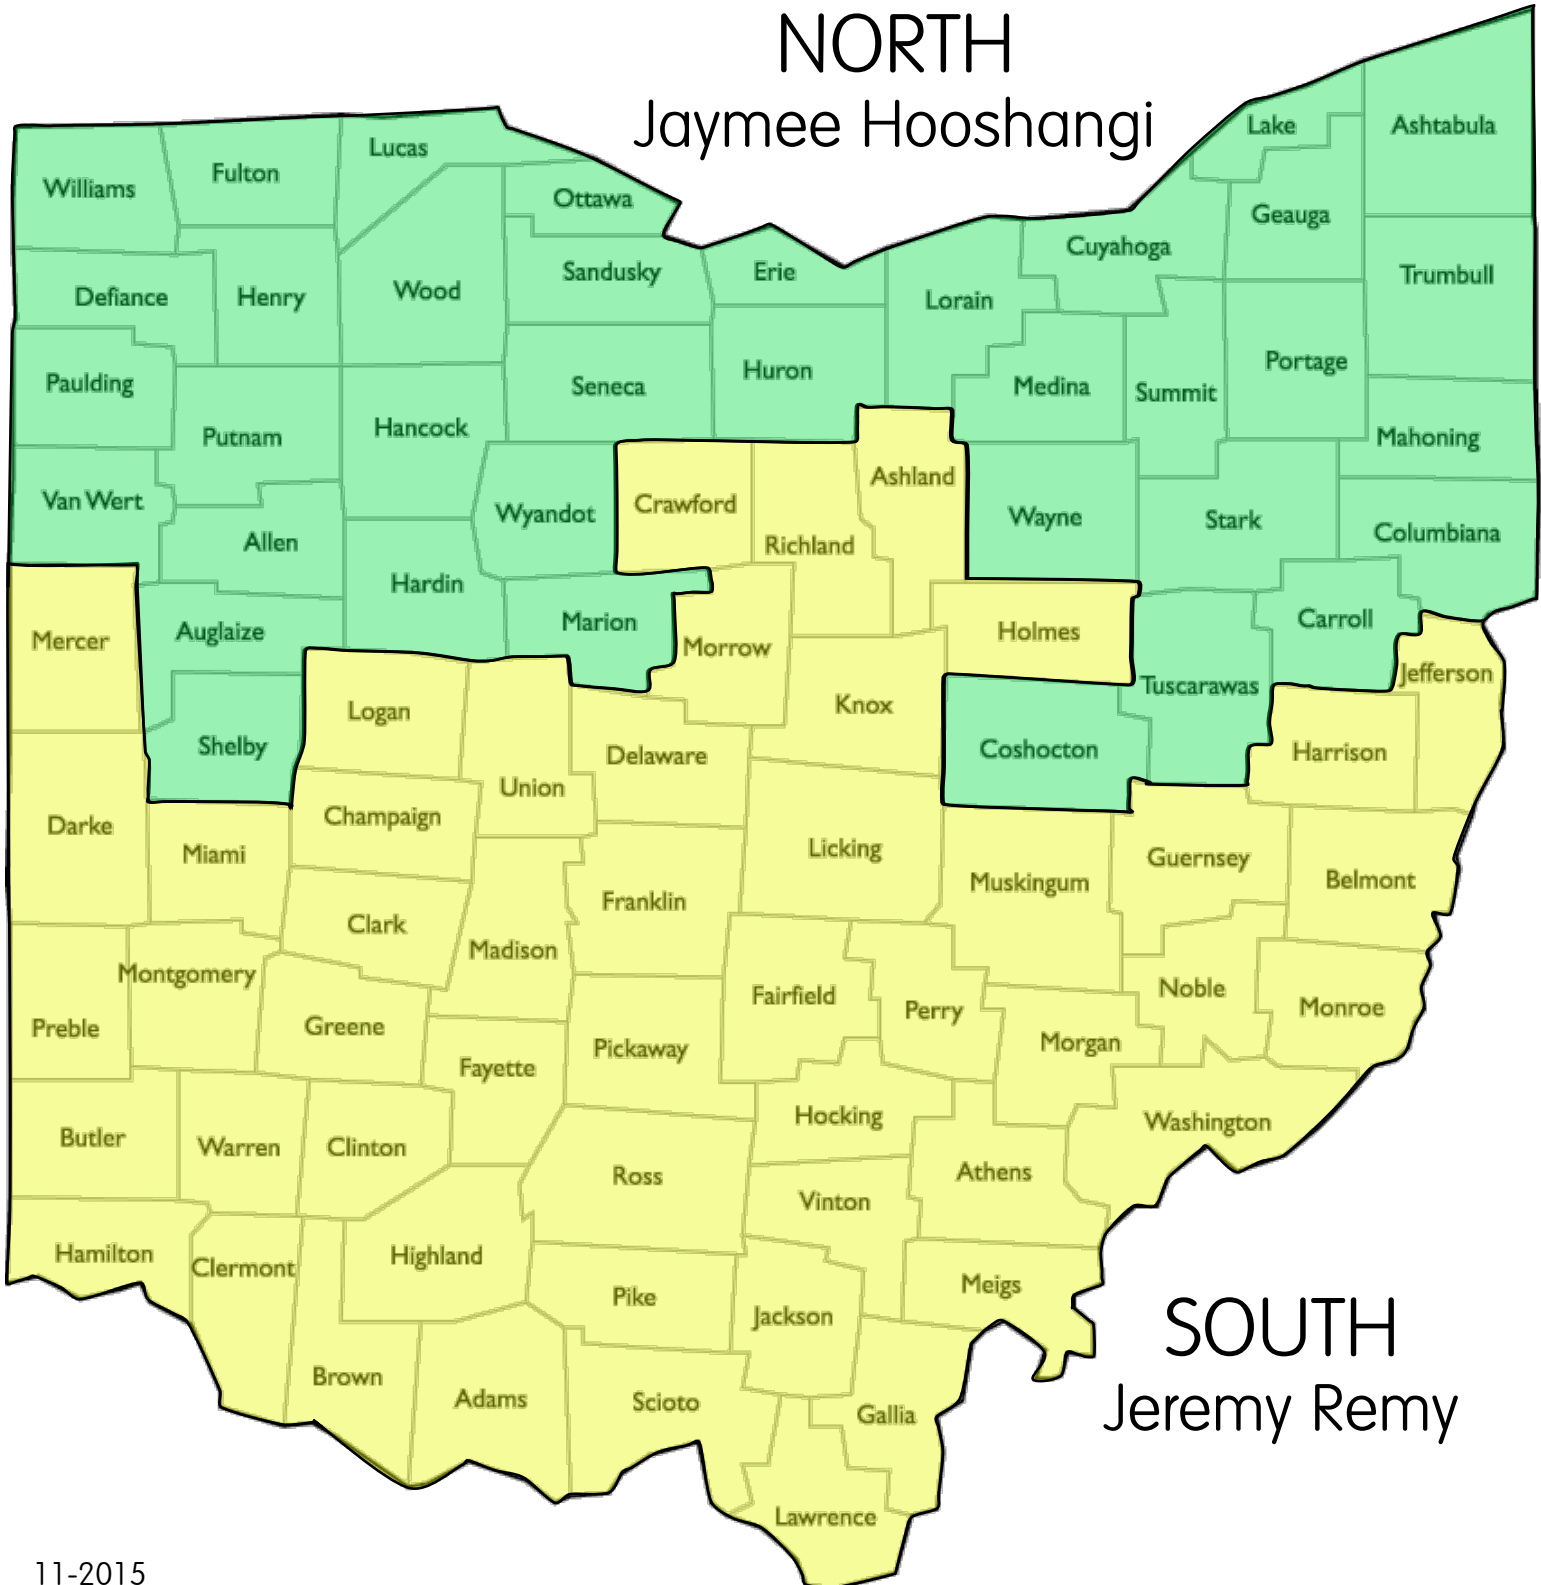 NORTH
Jaymee Hooshangi
Lake
Ashtabula
Lucas
Fulton
Williams
Ottawa
Geauga
Cuyahoga
Erie
Sandusky
Trumbull
Wood
Defiance
Henry
Lorain
Portage
Huron
Paulding
Seneca
Medina
Summit
Hancock
Putnam
Mahoning
Ashland
Van Wert
Crawford
Wyandot
Wayne
Stark
Columbiana
Allen
Richland
Hardin
Marion
Carroll
Auglaize
Holmes
Mercer
Morrow
Jefferson
Tuscarawas
Logan
Knox
Shelby
Coshocton
Harrison
Delaware
Union
Champaign
Darke
Licking
Miami
Guernsey
Muskingum
Belmont
Franklin
Clark
Madison
Montgomery
Noble
Fairfield
Monroe
Perry
Preble
Greene
Morgan
Pickaway
Fayette
Hocking
Washington
Butler
Warren
Clinton
Athens
Ross
Vinton
Hamilton
Highland
Clermont
Meigs
Pike
Jackson
SOUTH
Jeremy Remy
Brown
Adams
Scioto
Gallia
Lawrence
11-2015